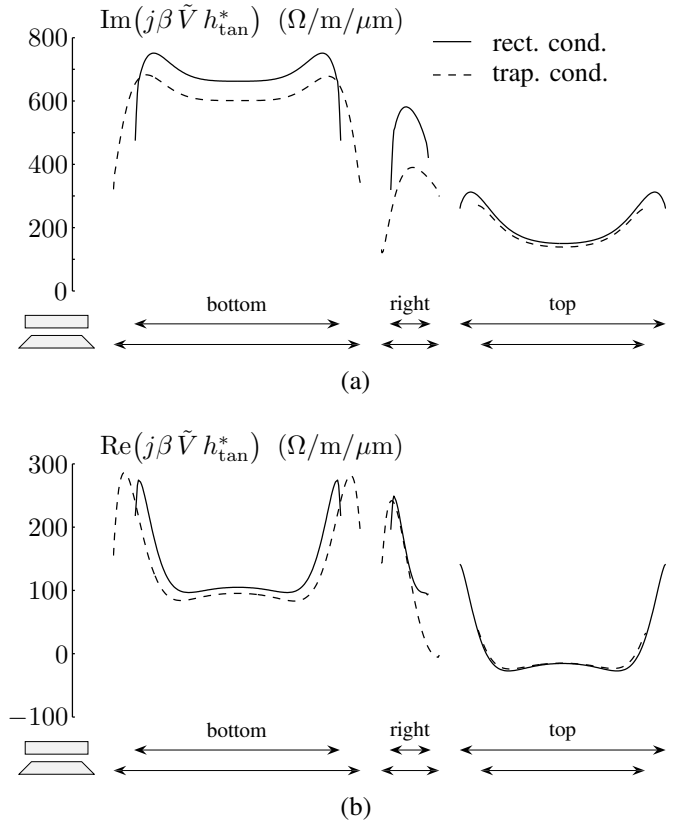 Im(jβ Ṽ h*tan) (Ω/m/μm)
800
600
400
200
0
rect. cond.
trap. cond.
bottom right top
(a)
Re(jβ Ṽ h*tan) (Ω/m/μm)
300
200
100
0
−100
bottom right top
(b)